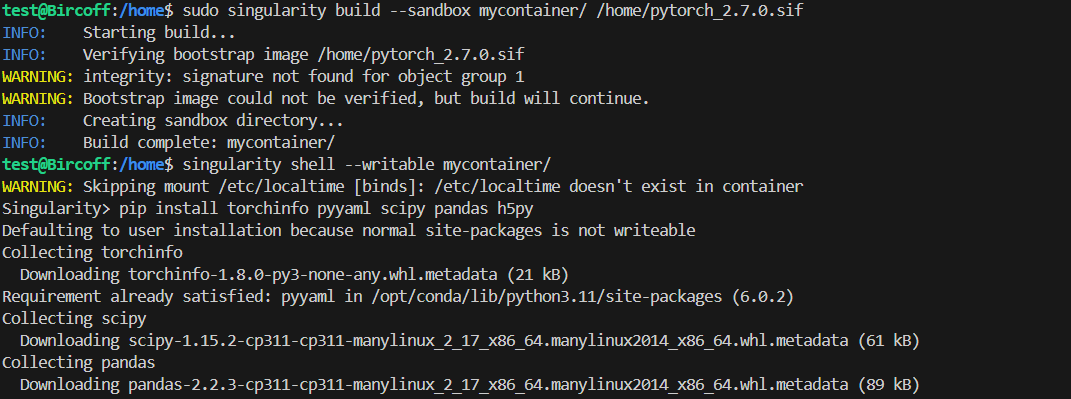 test@Bircoff:/home$ sudo singularity build --sandbox mycontainer/ /home/pytorch_2.7.0.sif
INFO:    Starting build...
INFO:    Verifying bootstrap image /home/pytorch_2.7.0.sif
WARNING: integrity: signature not found for object group 1
WARNING: Bootstrap image could not be verified, but build will continue.
INFO:    Creating sandbox directory...
INFO:    Build complete: mycontainer/
test@Bircoff:/home$ singularity shell --writable mycontainer/
WARNING: Skipping mount /etc/localtime [binds]: /etc/localtime doesn't exist in container
Singularity> pip install torchinfo pyyaml scipy pandas h5py
Defaulting to user installation because normal site-packages is not writeable
Collecting torchinfo
  Downloading torchinfo-1.8.0-py3-none-any.whl.metadata (21 kB)
Requirement already satisfied: pyyaml in /opt/conda/lib/python3.11/site-packages (6.0.2)
Collecting scipy
  Downloading scipy-1.15.2-cp311-cp311-manylinux_2_17_x86_64.manylinux2014_x86_64.whl.metadata (61 kB)
Collecting pandas
  Downloading pandas-2.2.3-cp311-cp311-manylinux_2_17_x86_64.manylinux2014_x86_64.whl.metadata (89 kB)